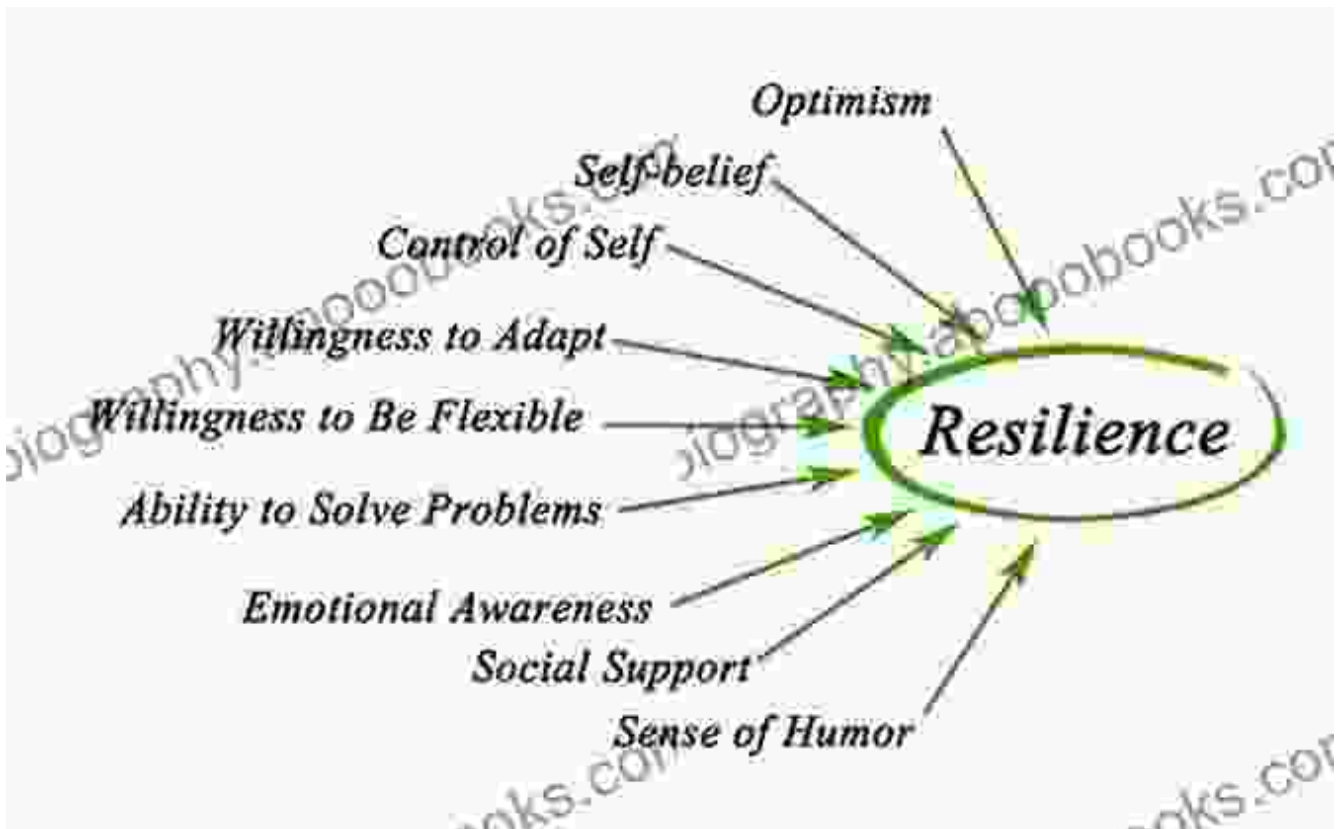 Optimism
Self-belief
Control of Self
Willingness to Adapt
Willingness to Be Flexible
Resilience
Ability to Solve Problems
Emotional Awareness
Social Support
Sense of Humor